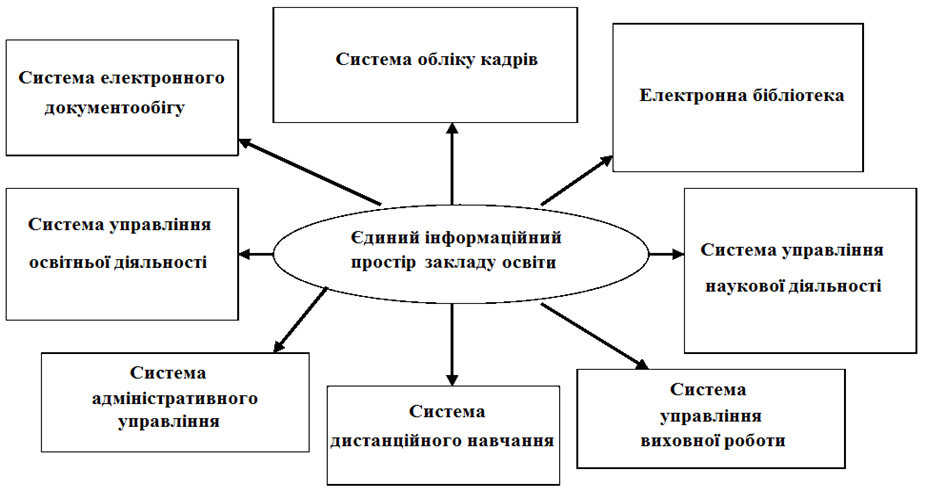 Система обліку кадрів
Система електронного
документообігу
Електронна бібліотека
Система управління
освітньої діяльності
Єдиний інформаційний
простір закладу освіти
Система управління
наукової діяльності
Система
адміністративного
управління
Система
дистанційного навчання
Система
управління
виховної роботи